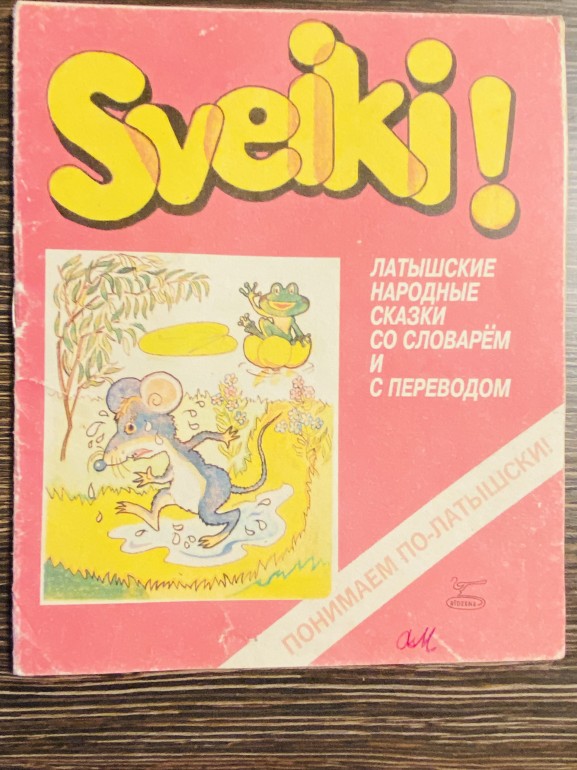 Sveiki!
ЛАТЫШСКИЕ
НАРОДНЫЕ
СКАЗКИ
СО СЛОВАРЁМ
И
С ПЕРЕВОДОМ
ПОНИМАЕМ ПО-ЛАТЫШСКИ!